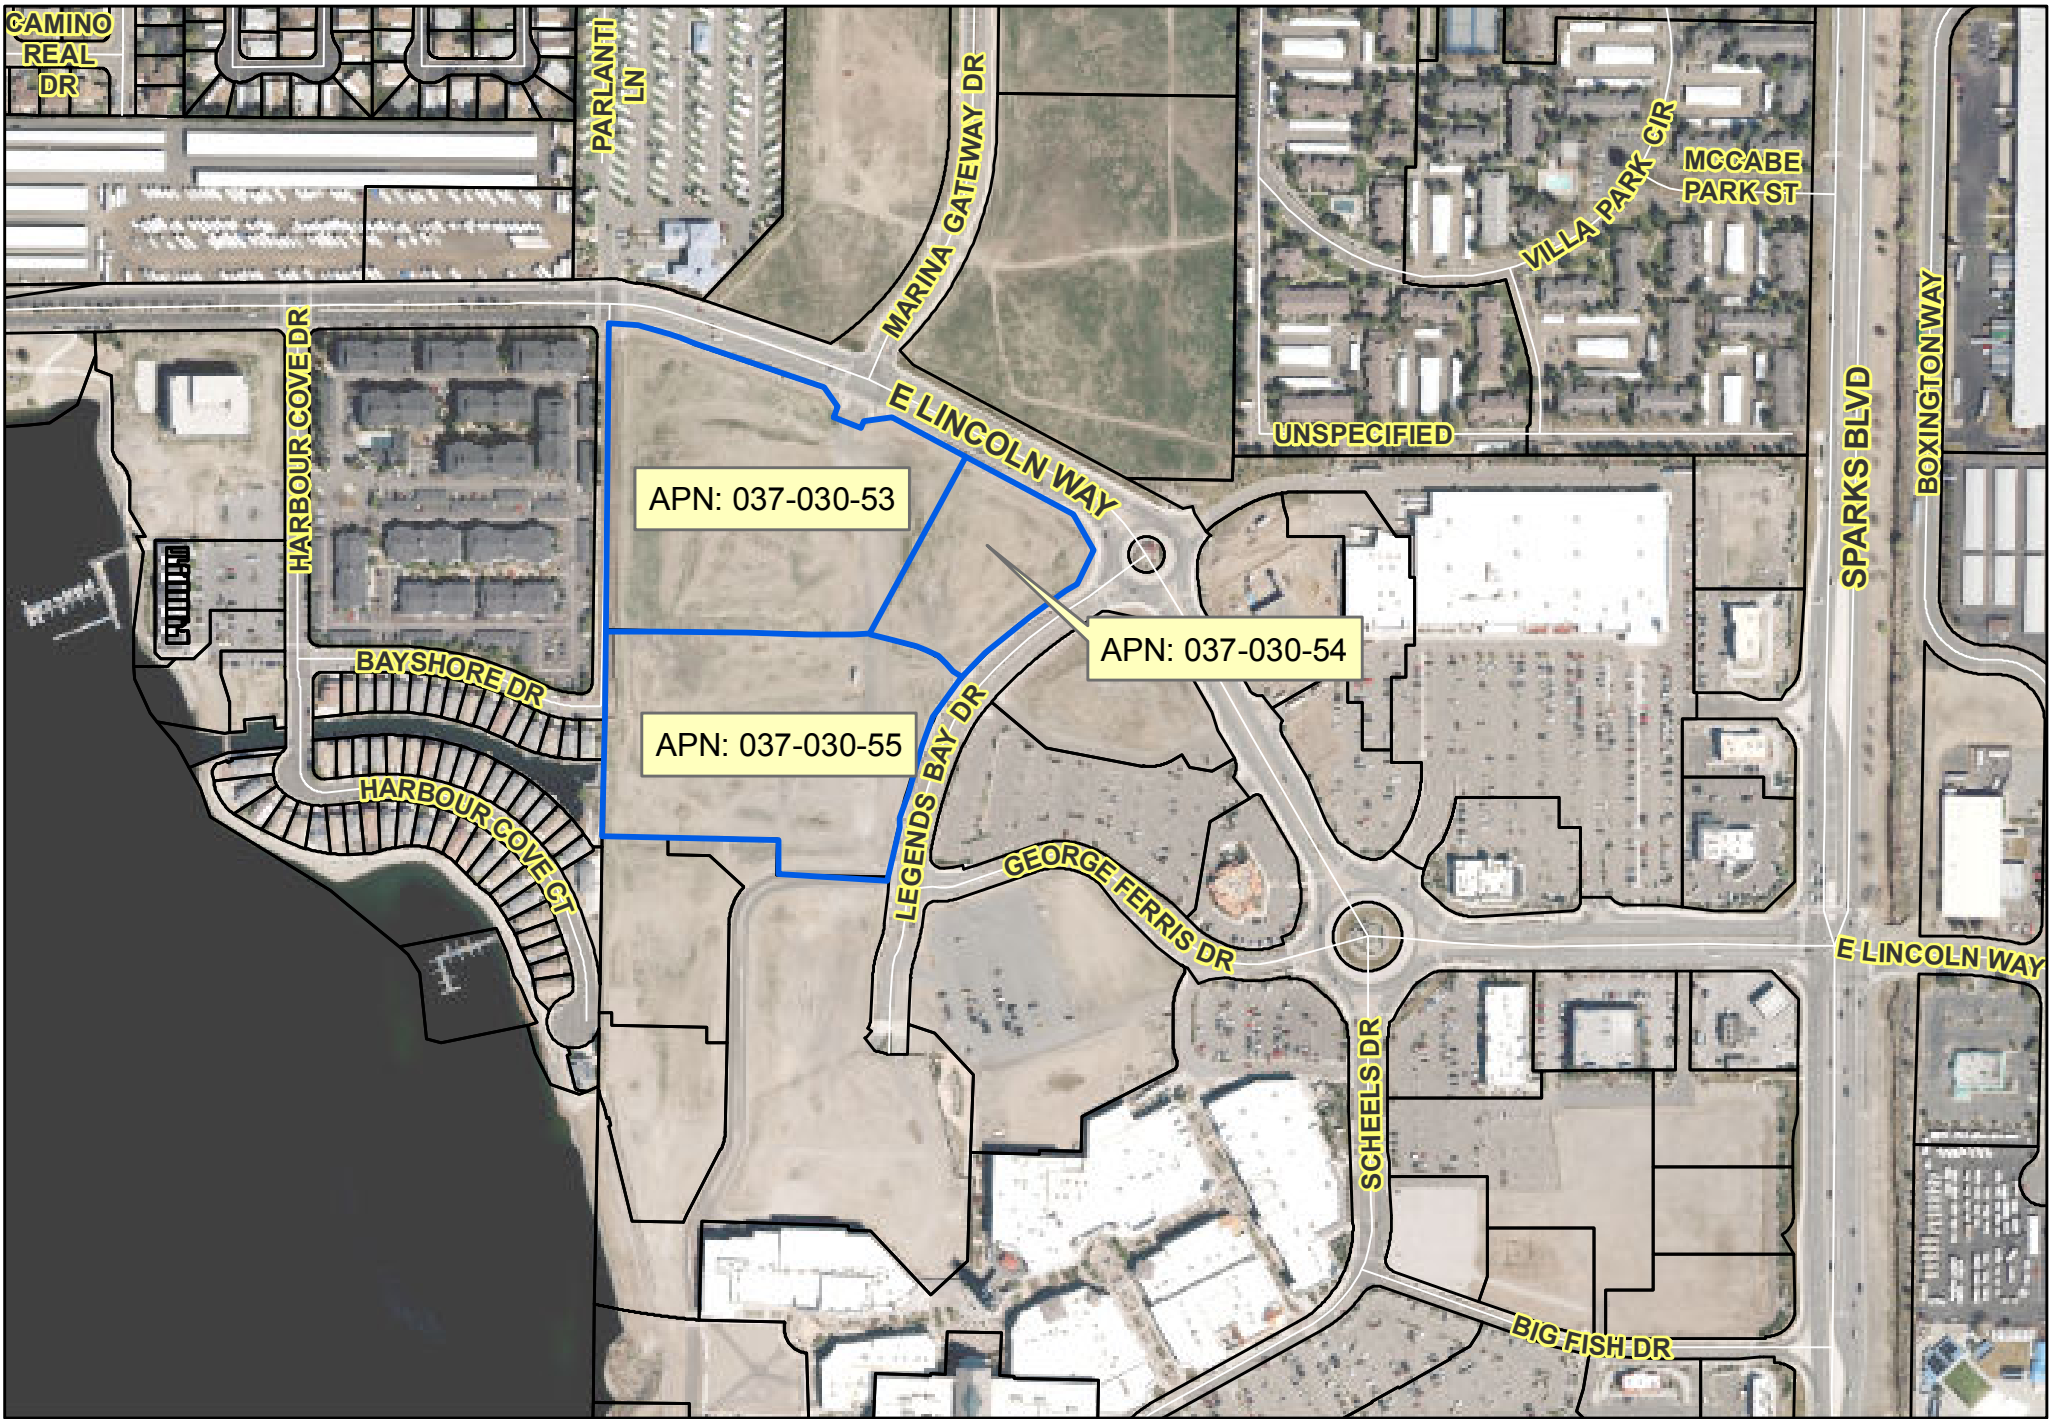 CAMINO
REAL
DR
PARLANTI
LN
MARINA GATEWAY DR
VILLA PARK CIR
MCCABE
PARK ST
BOXINGTON WAY
HARBOUR COVE DR
E LINCOLN WAY
UNSPECIFIED
SPARKS BLVD
APN: 037-030-53
APN: 037-030-54
BAYSHORE DR
APN: 037-030-55
LEGENDS BAY DR
HARBOUR COVE CT
GEORGE FERRIS DR
E LINCOLN WAY
SCHEELS DR
BIG FISH DR